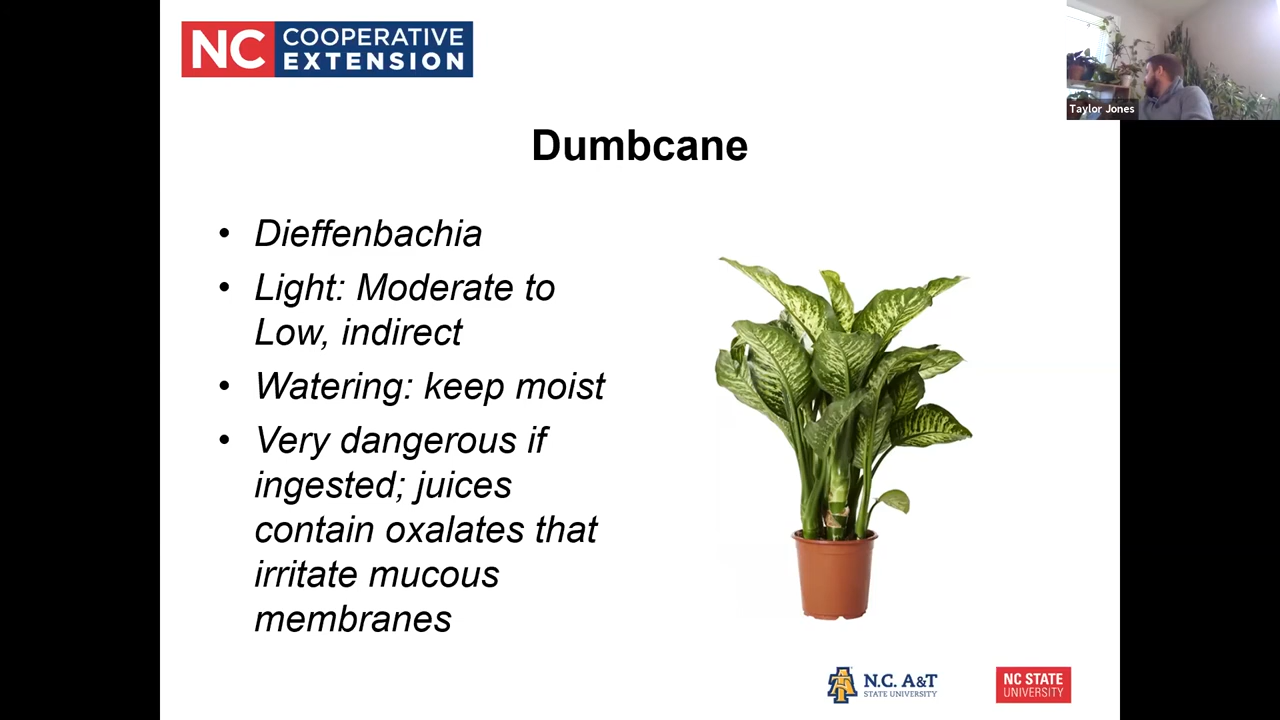 NC COOPERATIVE
EXTENSION
Taylor Jones
Dumbcane
• Dieffenbachia
• Light: Moderate to
Low, indirect
• Watering: keep moist
• Very dangerous if
ingested; juices
contain oxalates that
irritate mucous
membranes
N.C. A&T
STATE UNIVERSITY
NC STATE
UNIVERSITY